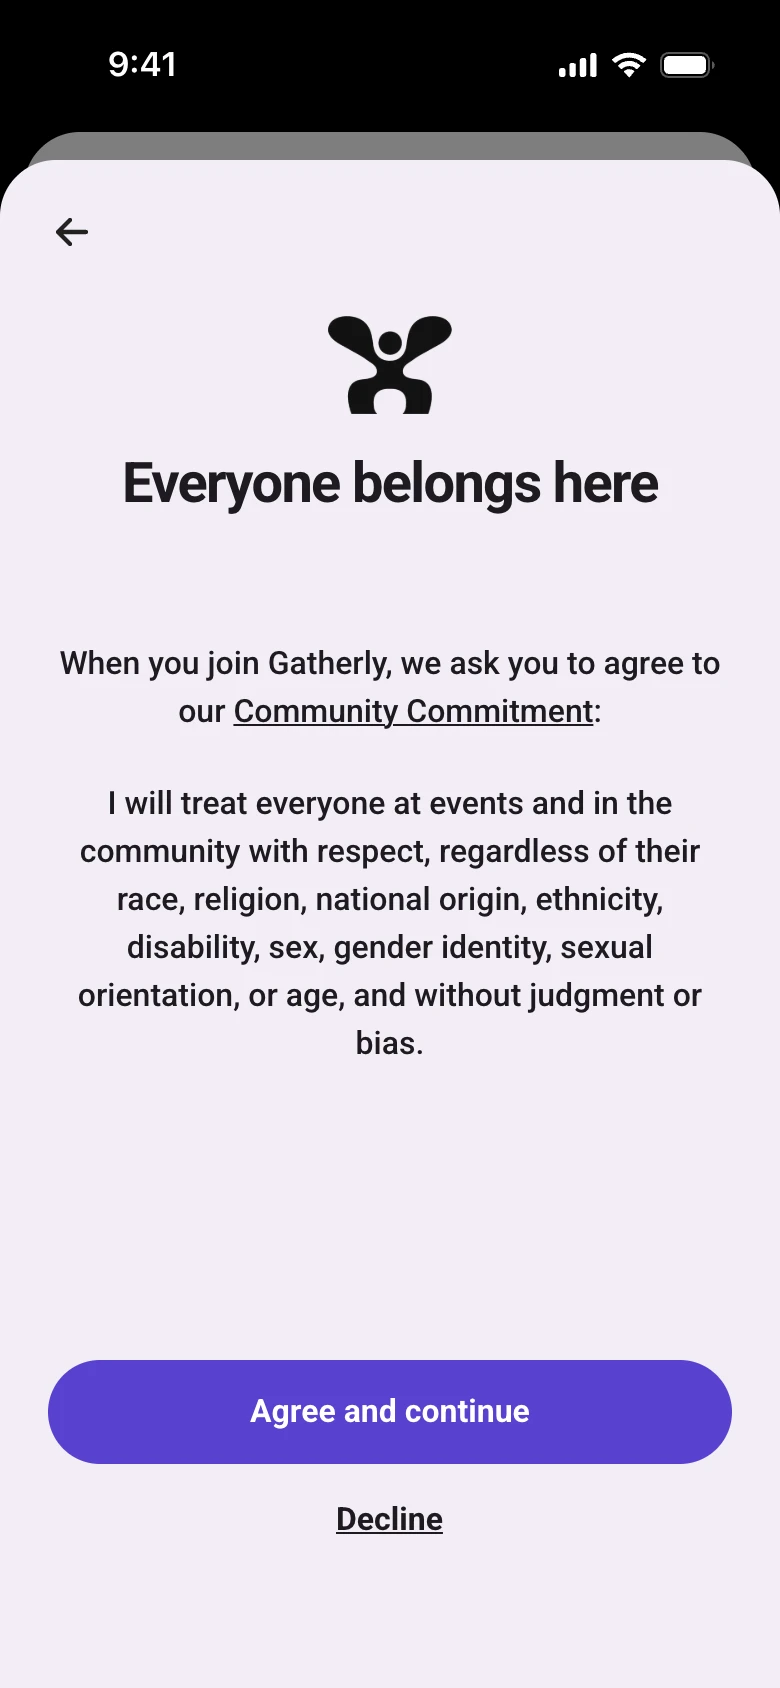 9:41
Everyone belongs here
When you join Gatherly, we ask you to agree to
our Community Commitment:
I will treat everyone at events and in the
community with respect, regardless of their
race, religion, national origin, ethnicity,
disability, sex, gender identity, sexual
orientation, or age, and without judgment or
bias.
Agree and continue
Decline